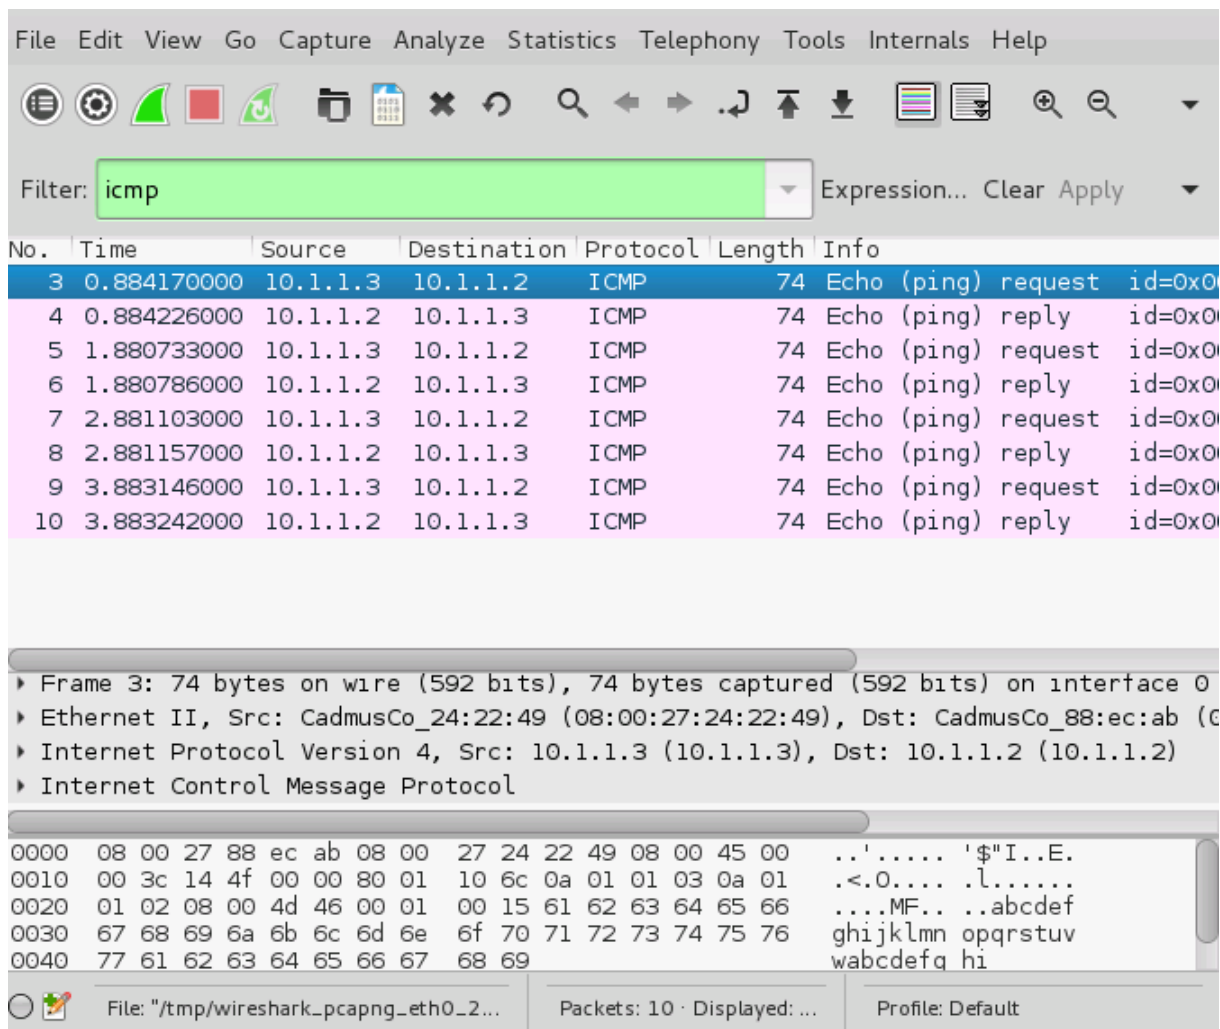 File Edit View Go Capture Analyze Statistics Telephony Tools Internals Help
Filter: icmp Expression... Clear Apply
No. Time Source Destination Protocol Length Info
3 0.884170000 10.1.1.3 10.1.1.2 ICMP 74 Echo (ping) request id=0x0
4 0.884226000 10.1.1.2 10.1.1.3 ICMP 74 Echo (ping) reply id=0x0
5 1.880733000 10.1.1.3 10.1.1.2 ICMP 74 Echo (ping) request id=0x0
6 1.880786000 10.1.1.2 10.1.1.3 ICMP 74 Echo (ping) reply id=0x0
7 2.881103000 10.1.1.3 10.1.1.2 ICMP 74 Echo (ping) request id=0x0
8 2.881157000 10.1.1.2 10.1.1.3 ICMP 74 Echo (ping) reply id=0x0
9 3.883146000 10.1.1.3 10.1.1.2 ICMP 74 Echo (ping) request id=0x0
10 3.883242000 10.1.1.2 10.1.1.3 ICMP 74 Echo (ping) reply id=0x0
Frame 3: 74 bytes on wire (592 bits), 74 bytes captured (592 bits) on interface 0
Ethernet II, Src: CadmusCo_24:22:49 (08:00:27:24:22:49), Dst: CadmusCo_88:ec:ab (0
Internet Protocol Version 4, Src: 10.1.1.3 (10.1.1.3), Dst: 10.1.1.2 (10.1.1.2)
Internet Control Message Protocol
0000 08 00 27 88 ec ab 08 00 27 24 22 49 08 00 45 00 ..'..... '$"I..E.
0010 00 3c 14 4f 00 00 80 01 10 6c 0a 01 01 03 0a 01 .<.O.... .l......
0020 01 02 08 00 4d 46 00 01 00 15 61 62 63 64 65 66 ....MF.. ..abcdef
0030 67 68 69 6a 6b 6c 6d 6e 6f 70 71 72 73 74 75 76 ghijklmn opqrstuv
0040 77 61 62 63 64 65 66 67 68 69 wabcdefg hi
File: "/tmp/wireshark_pcapng_eth0_2... Packets: 10 · Displayed: ... Profile: Default